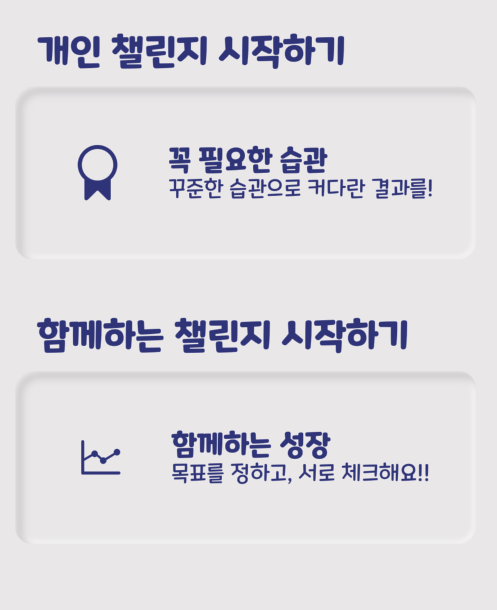 개인 챌린지 시작하기
꼭 필요한 습관
꾸준한 습관으로 커다란 결과를!
함께하는 챌린지 시작하기
함께하는 성장
목표를 정하고, 서로 체크해요!!